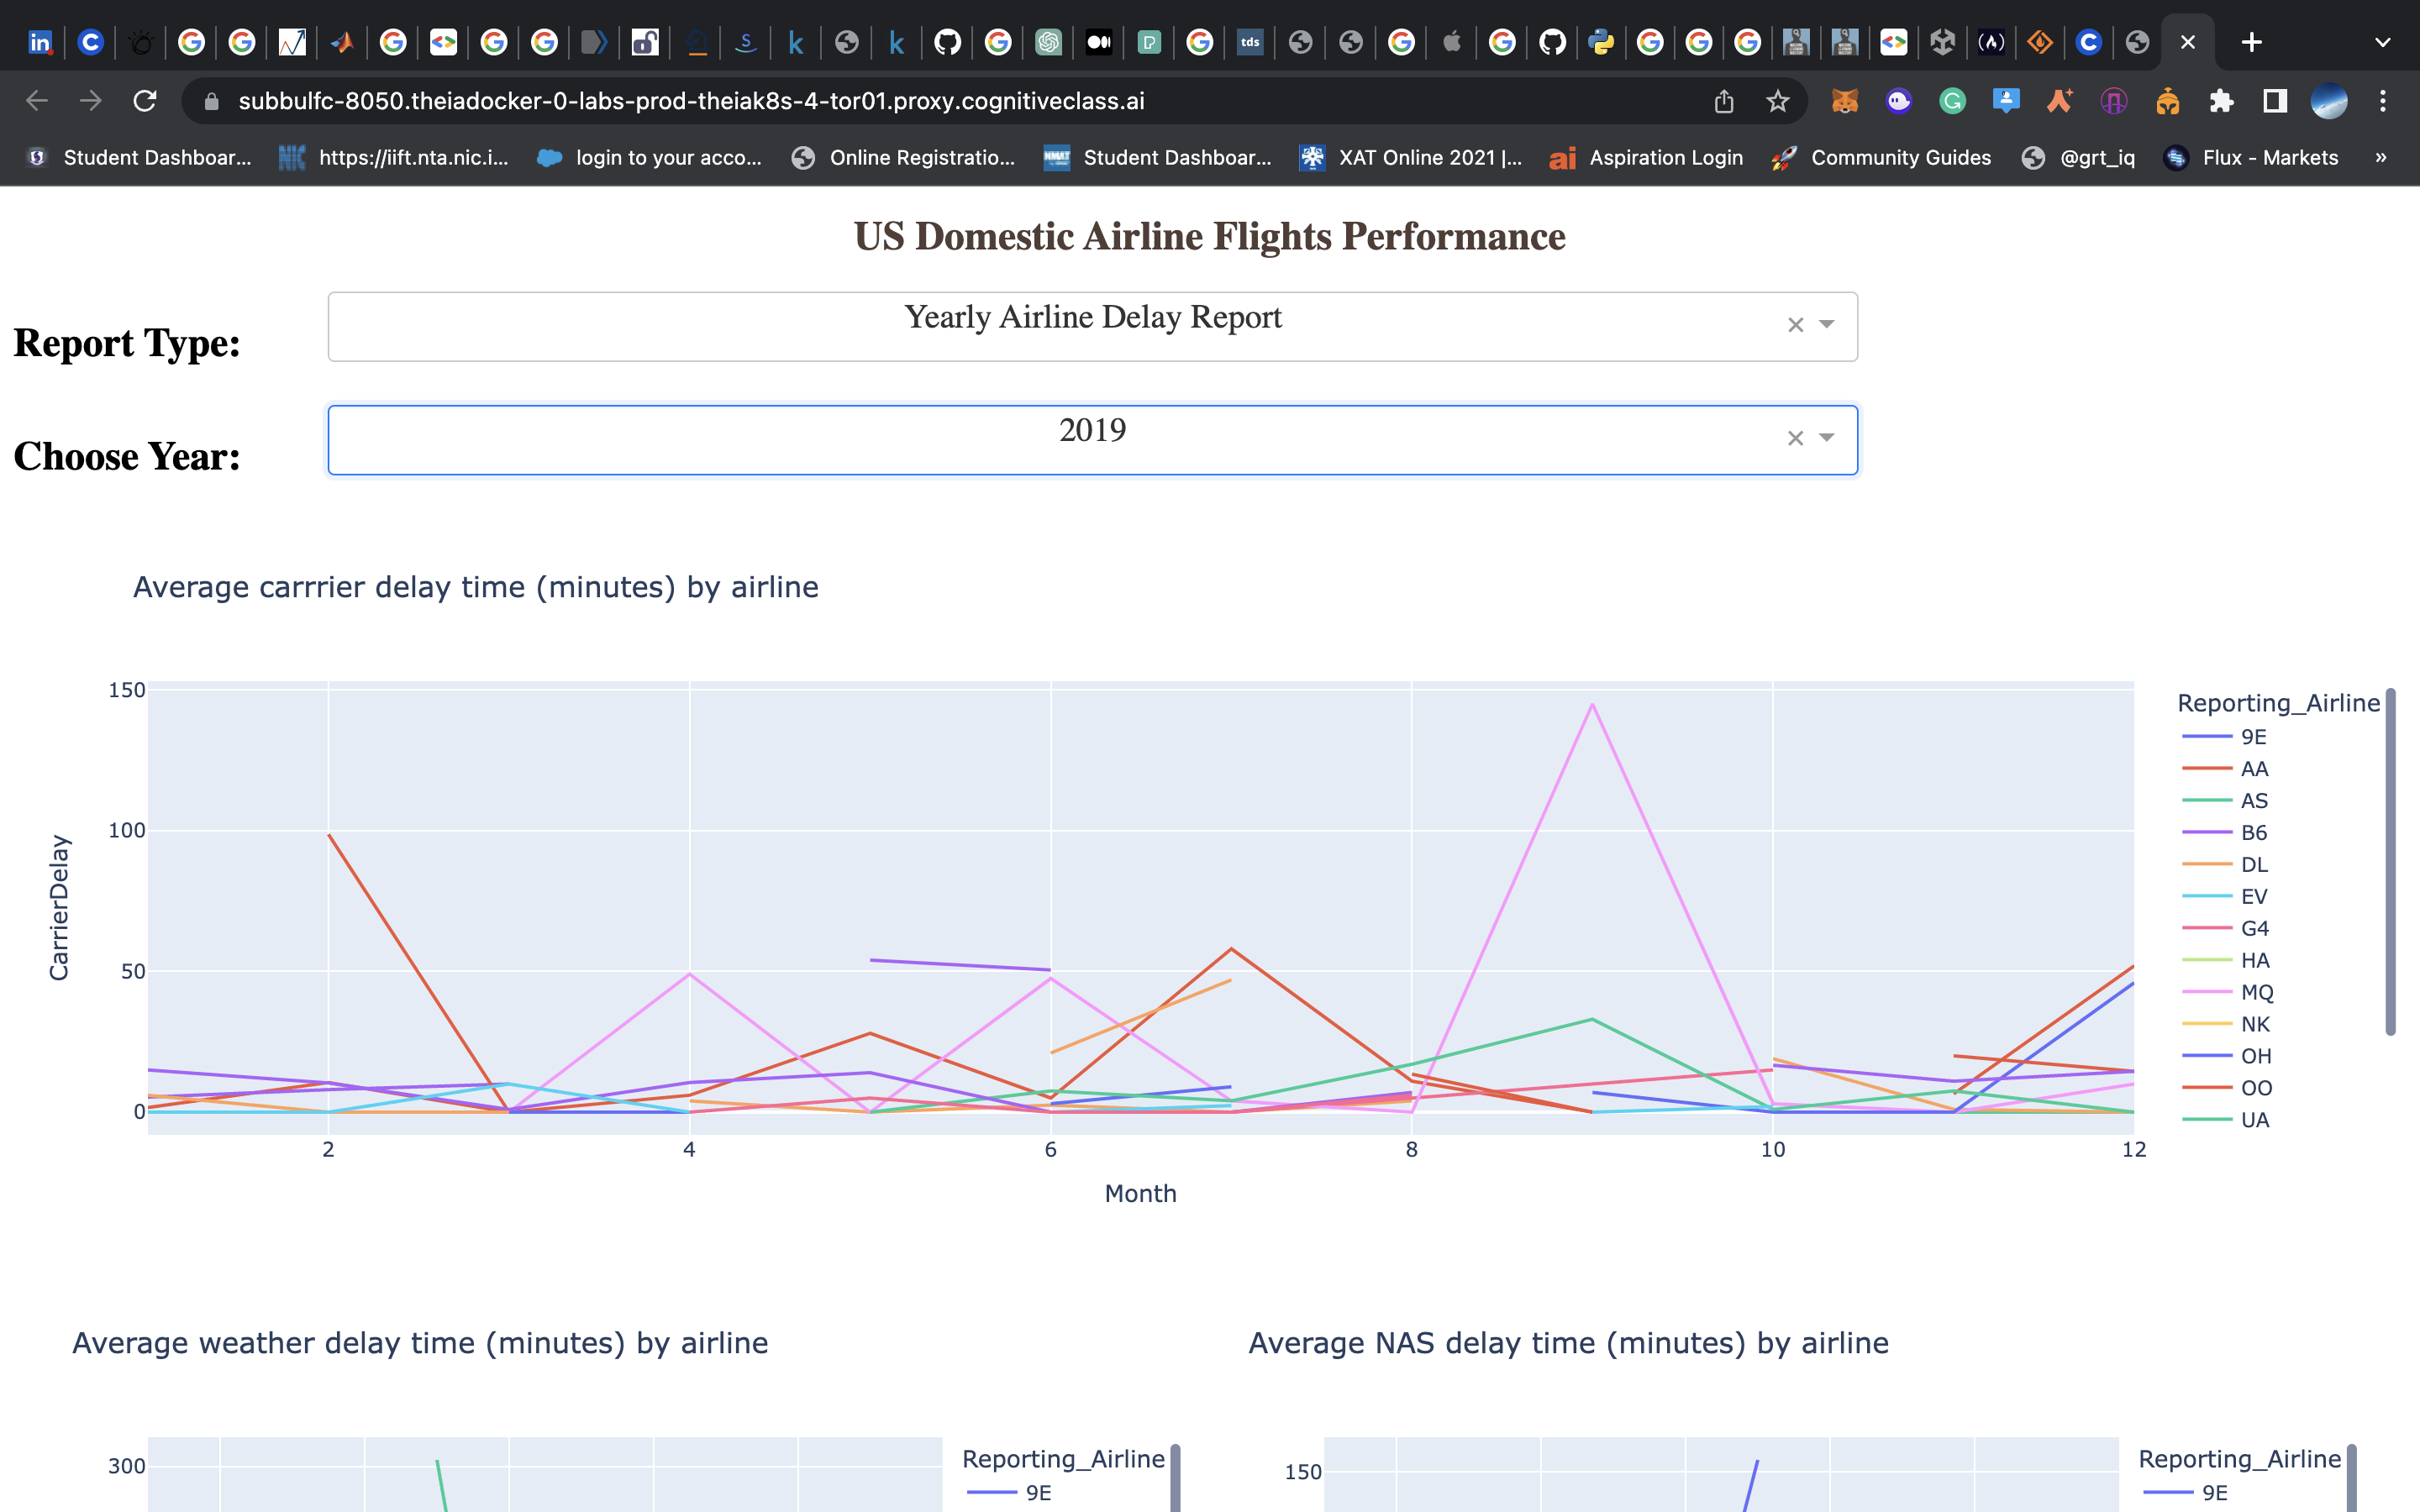 tds
subbulfc-8050.theiadocker-0-labs-prod-theiak8s-4-tor01.proxy.cognitiveclass.ai
Student Dashboar... https://iift.nta.nic.i... login to your acco... Online Registratio... NMAT Student Dashboar... XAT Online 2021 |... ai Aspiration Login Community Guides @grt_iq Flux - Markets »
US Domestic Airline Flights Performance
Report Type:
Yearly Airline Delay Report
Choose Year:
2019
Average carrrier delay time (minutes) by airline
150
100
50
0
CarrierDelay
2 4 6 8 10 12
Month
Reporting_Airline
9E
AA
AS
B6
DL
EV
G4
HA
MQ
NK
OH
OO
UA
Average weather delay time (minutes) by airline
300
Reporting_Airline
9E
Average NAS delay time (minutes) by airline
150
Reporting_Airline
9E